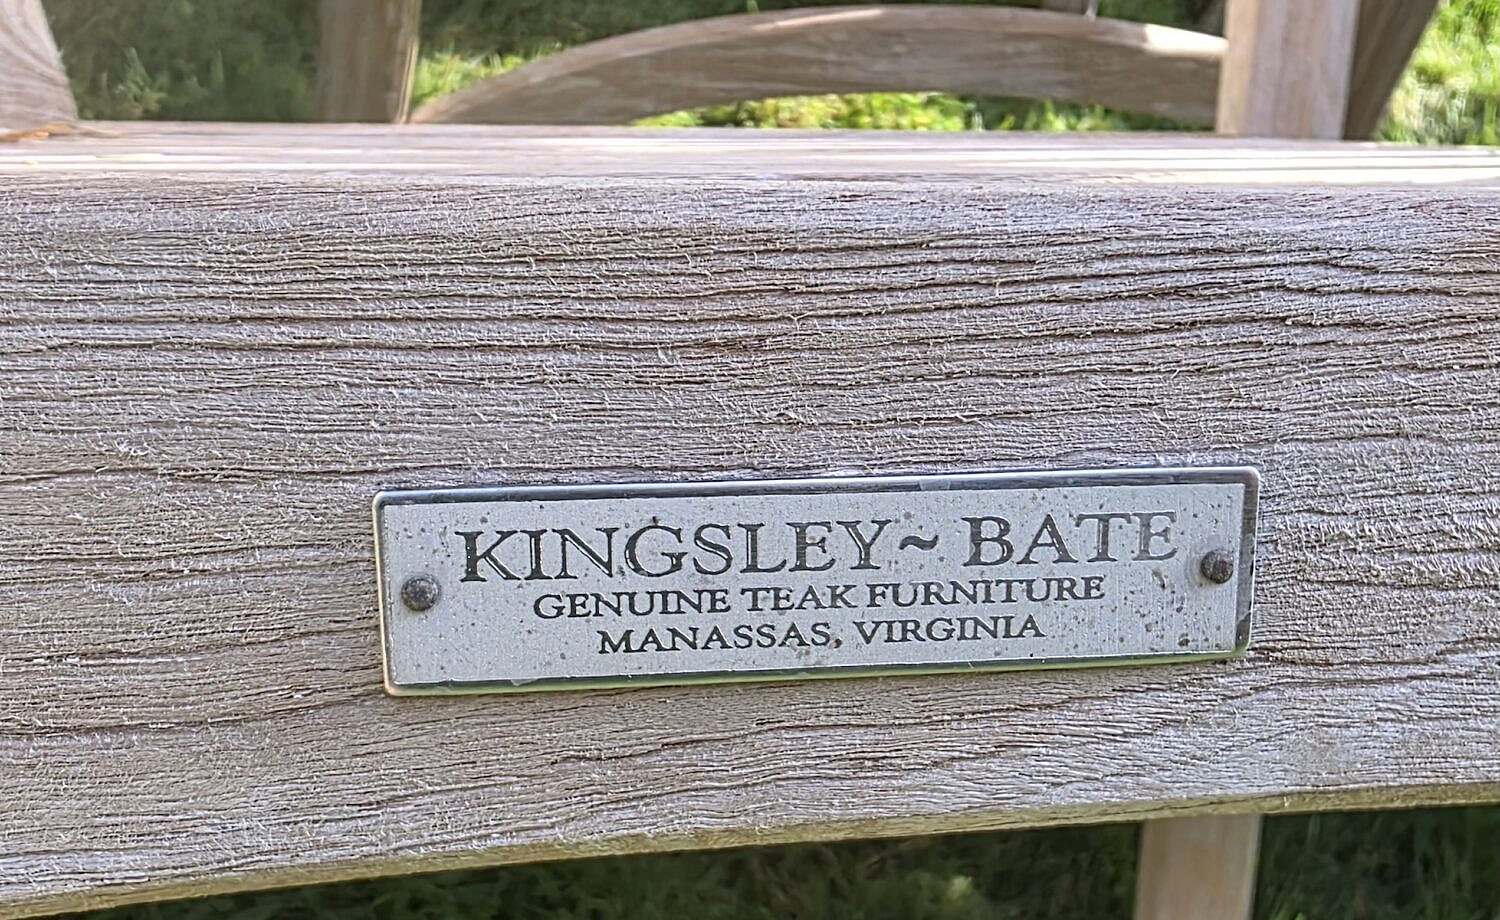 KINGSLEY~BATE
GENUINE TEAK FURNITURE
MANASSAS, VIRGINIA